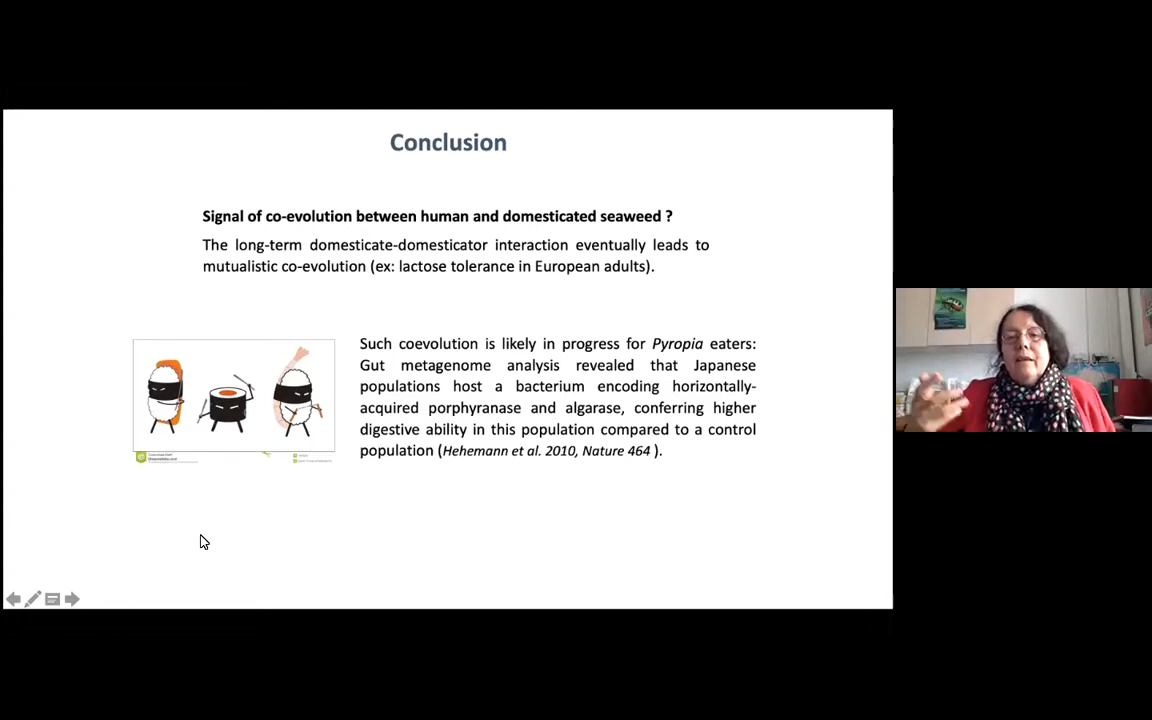 Conclusion
Signal of co-evolution between human and domesticated seaweed ?
The long-term domesticate-domesticator interaction eventually leads to
mutualistic co-evolution (ex: lactose tolerance in European adults).
Such coevolution is likely in progress for Pyropia eaters:
Gut metagenome analysis revealed that Japanese
populations host a bacterium encoding horizontally-
acquired porphyranase and algarase, conferring higher
digestive ability in this population compared to a control
population (Hehemann et al. 2010, Nature 464 ).